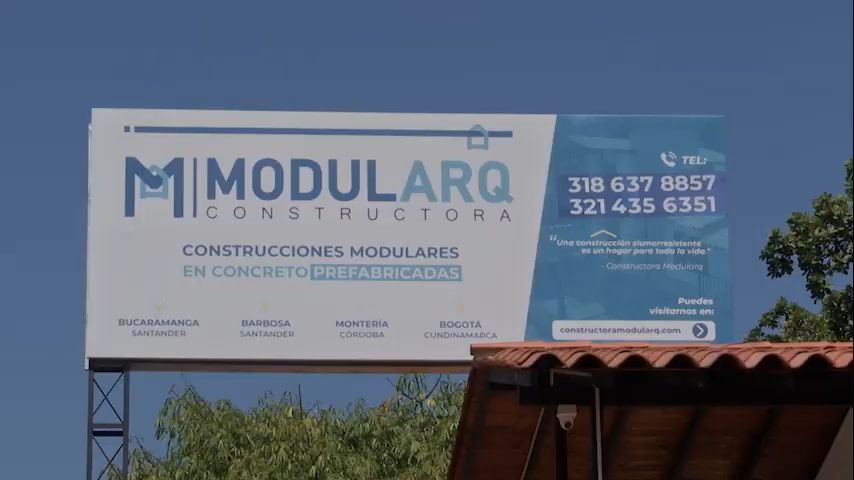 M MODULARQ
CONSTRUCTORA
CONSTRUCCIONES MODULARES
EN CONCRETO PREFABRICADAS
BUCARAMANGA
SANTANDER
BARBOSA
SANTANDER
MONTERÍA
CÓRDOBA
BOGOTÁ
CUNDINAMARCA
TEL:
318 637 8857
321 435 6351
“Una construcción sismorresistente
es un hogar para toda la vida.”
- Constructora Modularq
Puedes
visitarnos en:
constructoramodularq.com